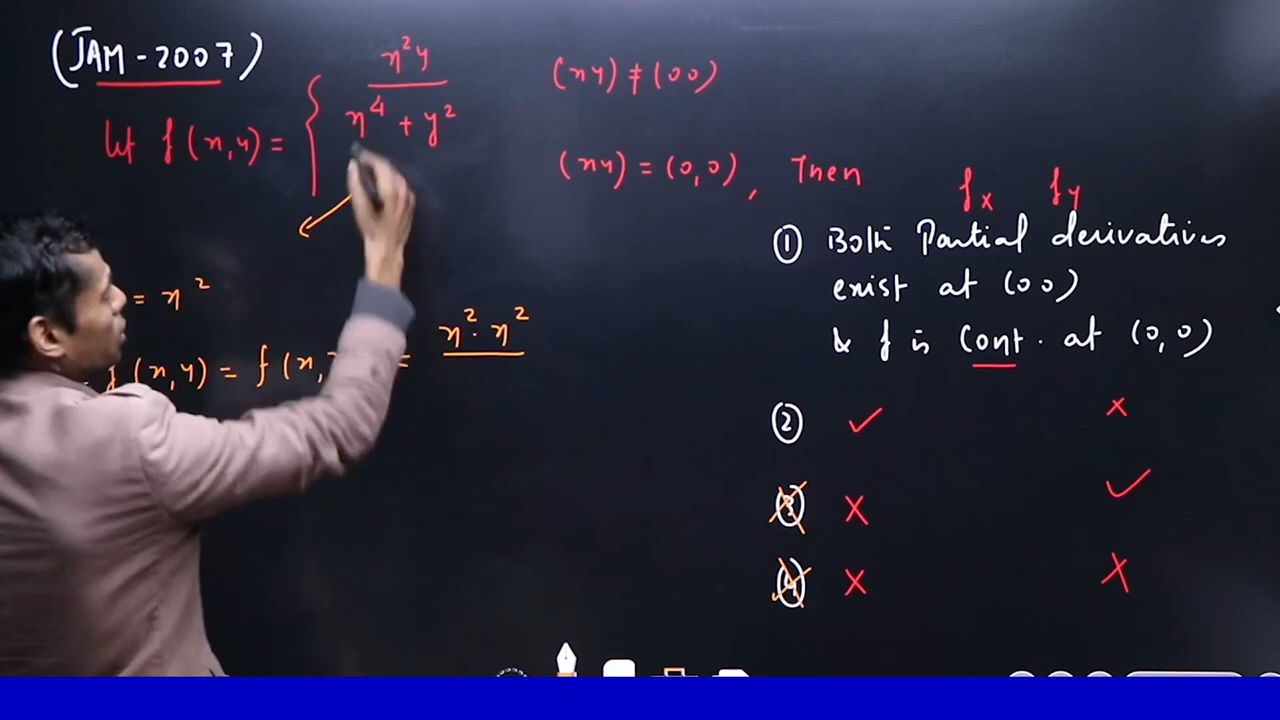 (JAM-2007)
x²y
x⁴ + y²
(x y) ≠ (0 0)
Let f(x,y) = {
(x y) = (0,0), Then
fx fy
① Both Partial derivatives
exist at (0 0)
& f is Cont. at (0,0)
② ✓ ×
③ × ✓
④ × ×
= x²
f(x,y) = f(x, = x² · x²